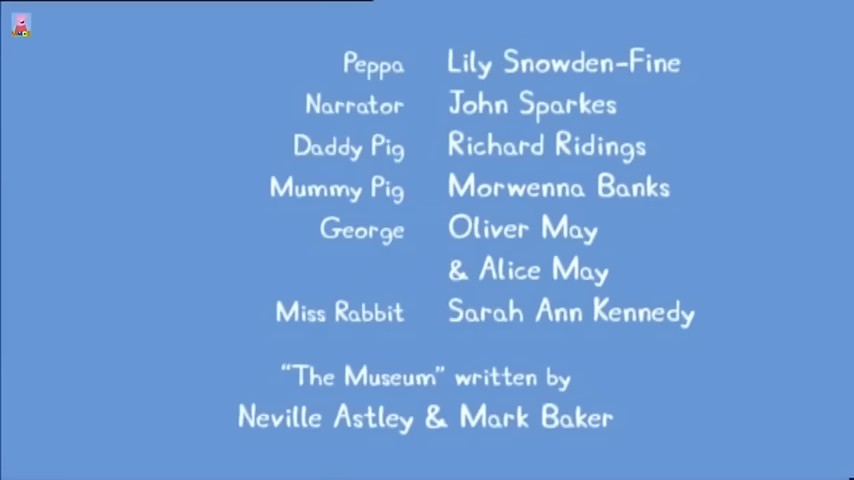 Peppa Lily Snowden-Fine
Narrator John Sparkes
Daddy Pig Richard Ridings
Mummy Pig Morwenna Banks
George Oliver May
& Alice May
Miss Rabbit Sarah Ann Kennedy
"The Museum" written by
Neville Astley & Mark Baker